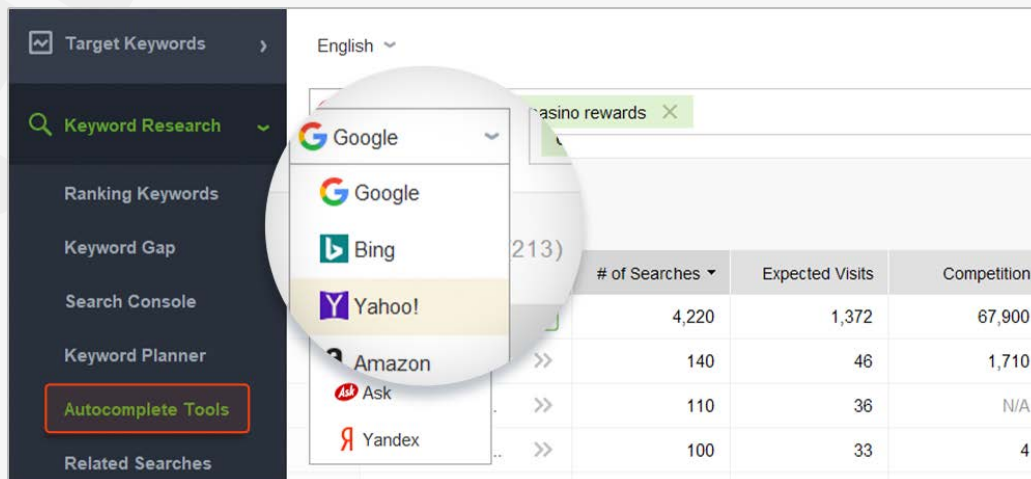 Target Keywords
Keyword Research
Ranking Keywords
Keyword Gap
Search Console
Keyword Planner
Autocomplete Tools
Related Searches
English
casino rewards
Google
Google
Bing
Yahoo!
Amazon
Ask
Yandex
213)
# of Searches Expected Visits Competition
4,220 1,372 67,900
140 46 1,710
110 36 N/A
100 33 4